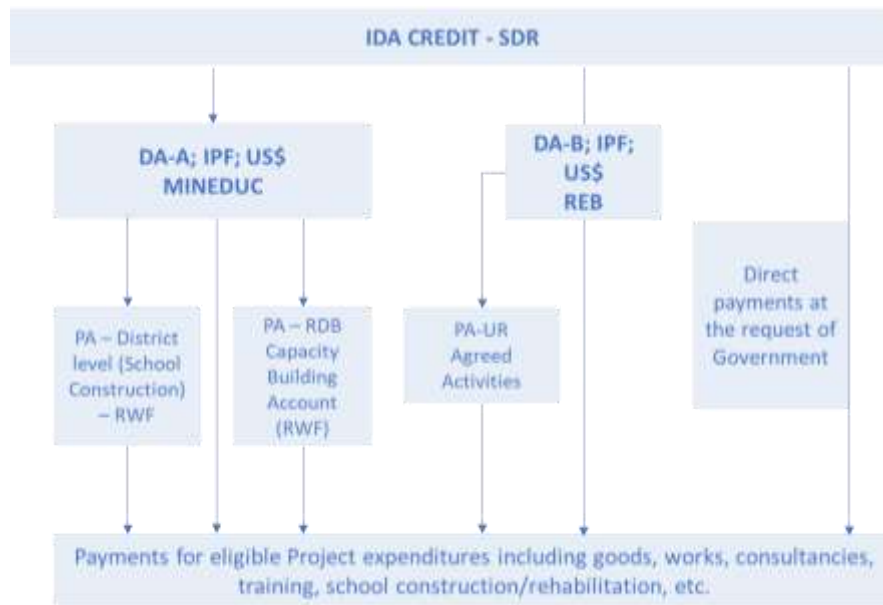 IDA CREDIT - SDR
DA-A; IPF; US$
MINEDUC
DA-B; IPF;
US$
REB
PA – District
level (School
Construction)
– RWF
PA – RDB
Capacity
Building
Account
(RWF)
PA-UR
Agreed
Activities
Direct
payments at
the request of
Government
Payments for eligible Project expenditures including goods, works, consultancies,
training, school construction/rehabilitation, etc.